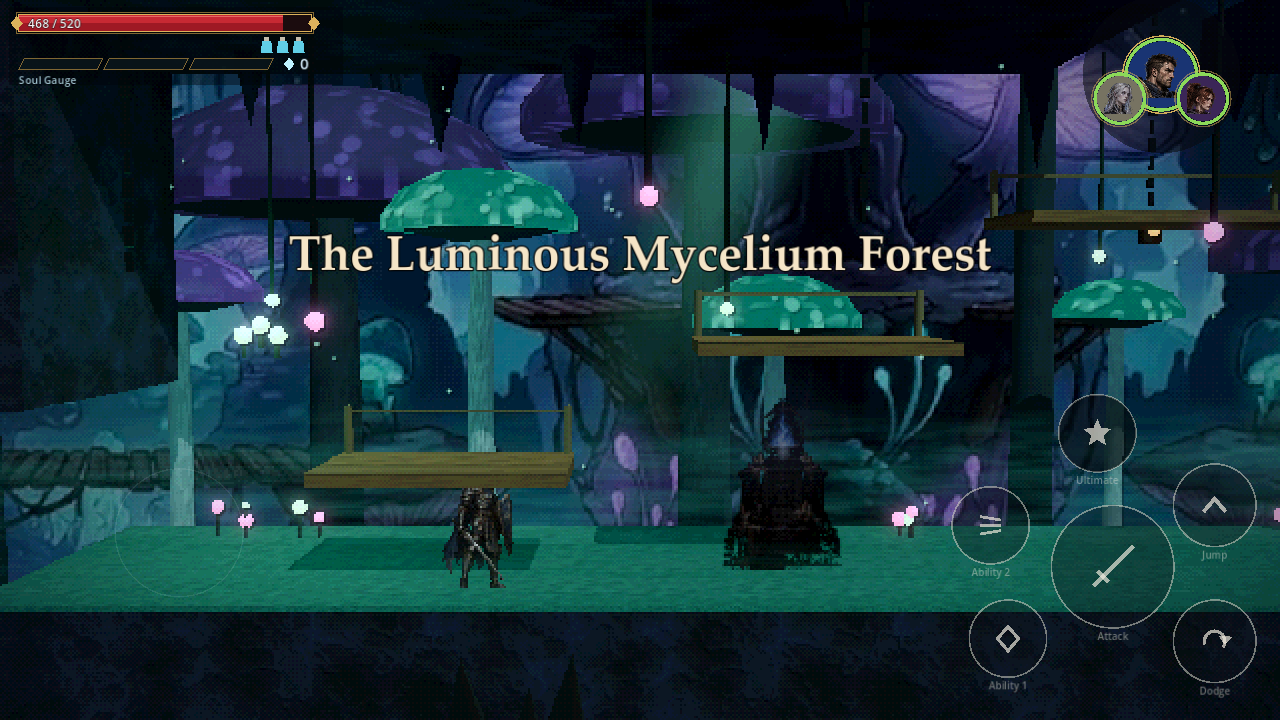 468 / 520
0
Soul Gauge
The Luminous Mycelium Forest
Ultimate
Jump
Ability 2
Attack
Ability 1
Dodge